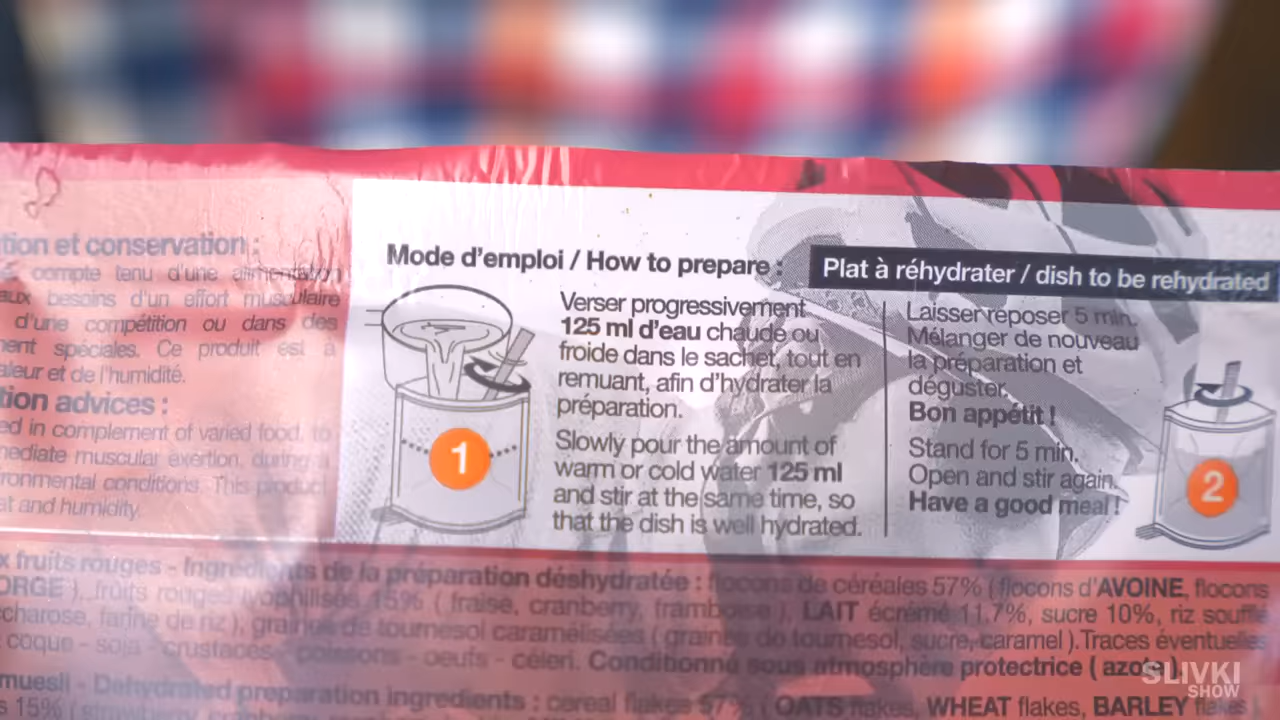 tion et conservation :
compte tenu d'une alimentation
aux besoins d'un effort musculaire
d'une compétition ou dans des
ment spéciales. Ce produit est à
aleur et de l'humidité.
tion advices :
ed in complement of varied food, to
mediate muscular exertion, during a
ronmental conditions. This product
at and humidity.
Mode d'emploi / How to prepare :
Plat à réhydrater / dish to be rehydrated
1
Verser progressivement
125 ml d'eau chaude ou
froide dans le sachet, tout en
remuant, afin d'hydrater la
préparation.
Slowly pour the amount of
warm or cold water 125 ml
and stir at the same time, so
that the dish is well hydrated.
Laisser reposer 5 min.
Mélanger de nouveau
la préparation et
déguster.
Bon appétit !
Stand for 5 min.
Open and stir again.
Have a good meal !
2
x fruits rouges - Ingrédients de la préparation déshydratée : flocons de céréales 57% ( flocons d'AVOINE, flocons
ORGE ), fruits rouges lyophilisés 15% ( fraise, cranberry, framboise ), LAIT écrémé 11,7%, sucre 10%, riz soufflé
charose, farine de riz ), graines de tournesol caramélisées ( graines de tournesol, sucre, caramel ). Traces éventuelles
coque - soja - crustacés - poissons - oeufs - céleri. Conditionné sous atmosphère protectrice ( azote ).
muesli - Dehydrated preparation ingredients : cereal flakes 57% ( OATS flakes, WHEAT flakes, BARLEY flakes ),
s 15% ( strawberry, cranberry
SLIVKI
SHOW